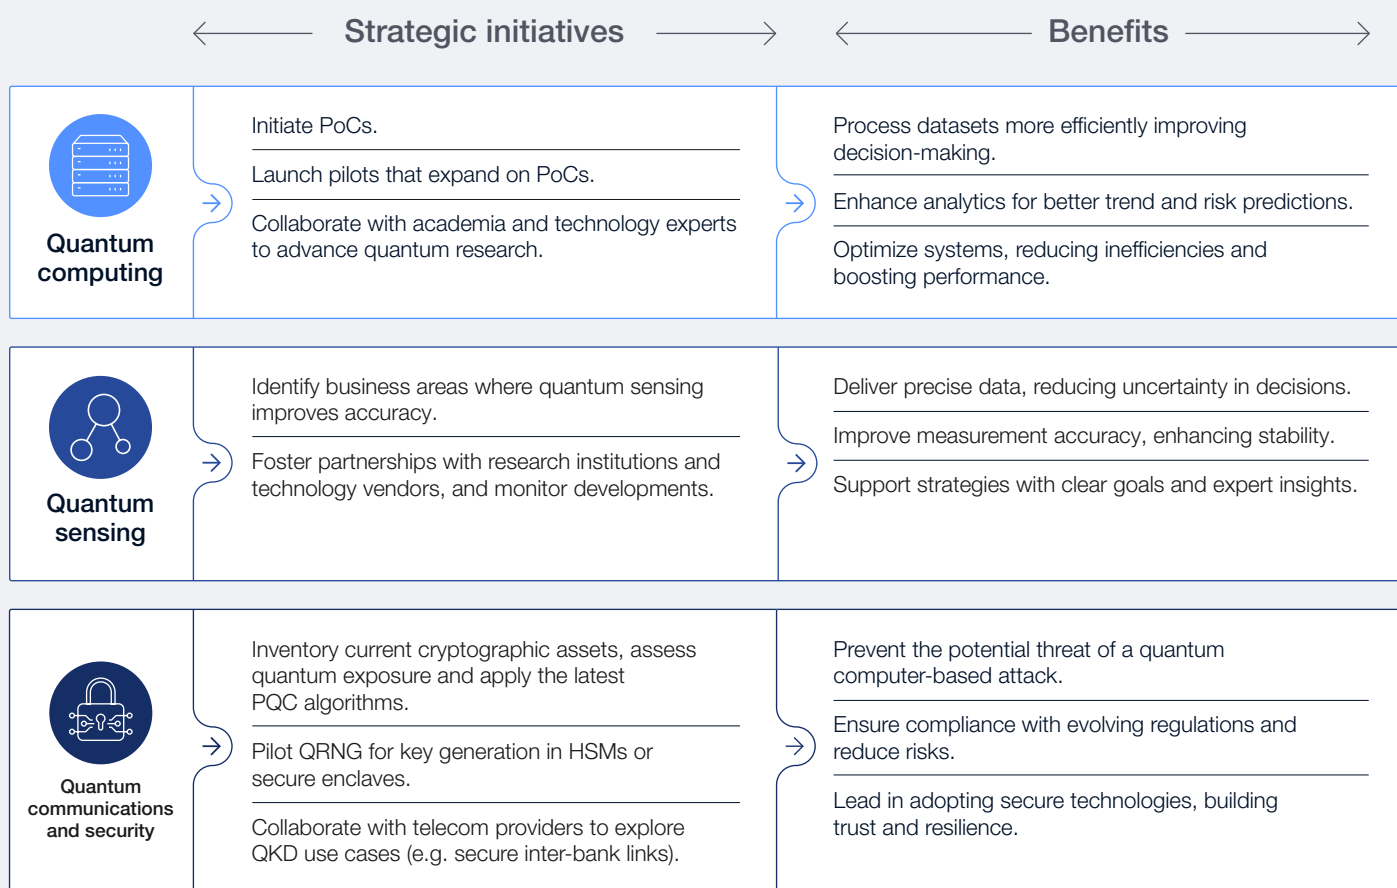 Strategic initiatives
Benefits
Quantum
computing
Initiate PoCs.
Launch pilots that expand on PoCs.
Collaborate with academia and technology experts
to advance quantum research.
Process datasets more efficiently improving
decision-making.
Enhance analytics for better trend and risk predictions.
Optimize systems, reducing inefficiencies and
boosting performance.
Quantum
sensing
Identify business areas where quantum sensing
improves accuracy.
Foster partnerships with research institutions and
technology vendors, and monitor developments.
Deliver precise data, reducing uncertainty in decisions.
Improve measurement accuracy, enhancing stability.
Support strategies with clear goals and expert insights.
Quantum
communications
and security
Inventory current cryptographic assets, assess
quantum exposure and apply the latest
PQC algorithms.
Pilot QRNG for key generation in HSMs or
secure enclaves.
Collaborate with telecom providers to explore
QKD use cases (e.g. secure inter-bank links).
Prevent the potential threat of a quantum
computer-based attack.
Ensure compliance with evolving regulations and
reduce risks.
Lead in adopting secure technologies, building
trust and resilience.